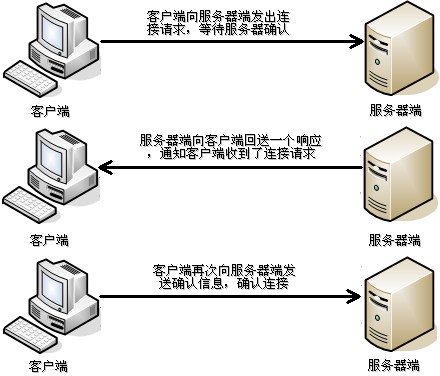 客户端向服务器端发出连
接请求，等待服务器确认
客户端
服务器端
服务器端向客户端回送一个响应
，通知客户端收到了连接请求
客户端
服务器端
客户端再次向服务器端发
送确认信息，确认连接
客户端
服务器端